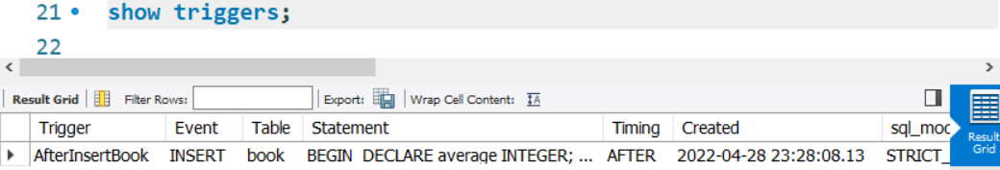 21 show triggers;
22
Result Grid Filter Rows: Export: Wrap Cell Content: IA
Result Grid
Trigger Event Table Statement Timing Created sql_moc
AfterInsertBook INSERT book BEGIN DECLARE average INTEGER; ... AFTER 2022-04-28 23:28:08.13 STRICT_